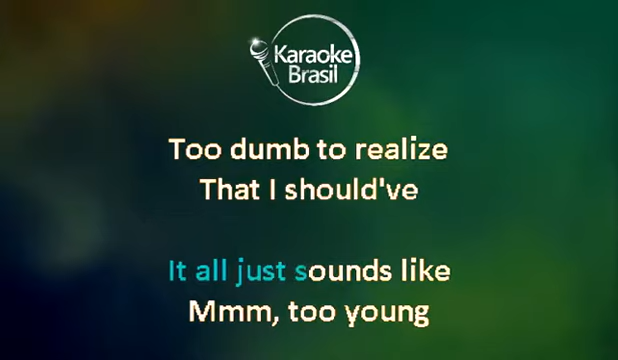 Karaoke
Brasil
Too dumb to realize
That I should've
It all just sounds like
Mmm, too young